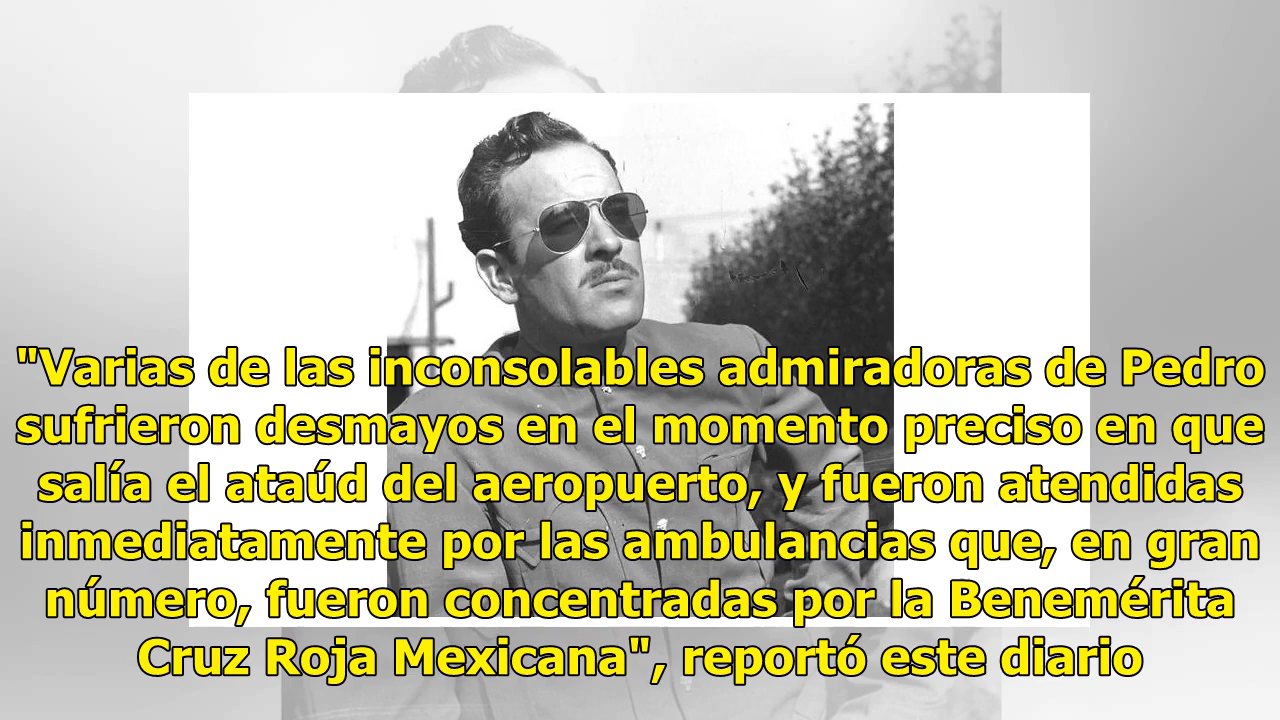 "Varias de las inconsolables admiradoras de Pedro
sufrieron desmayos en el momento preciso en que
salía el ataúd del aeropuerto, y fueron atendidas
inmediatamente por las ambulancias que, en gran
número, fueron concentradas por la Benemérita
Cruz Roja Mexicana", reportó este diario